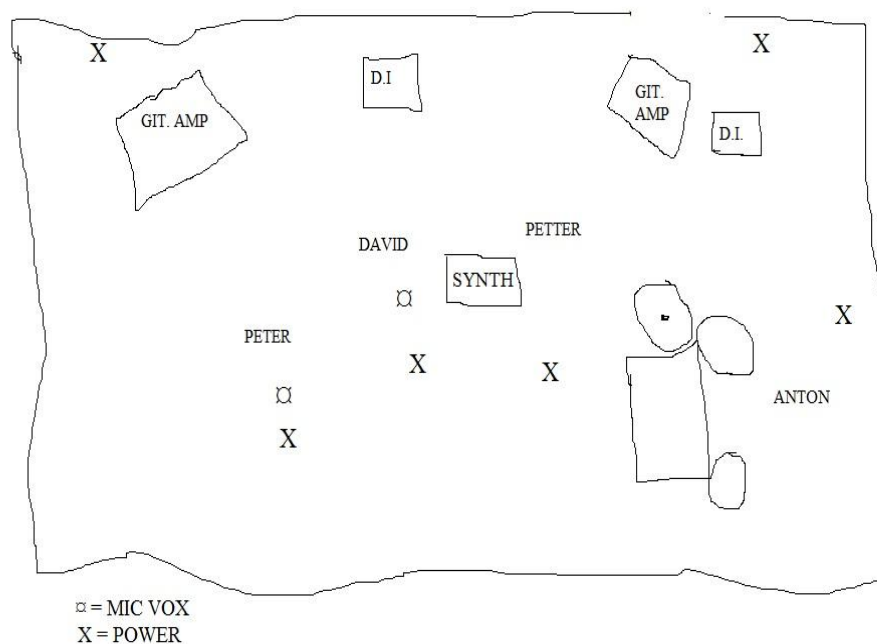 X
X
D.I
GIT. AMP
GIT.
AMP
D.I.
PETTER
DAVID
SYNTH
¤
X
PETER
X
X
¤
ANTON
X
¤ = MIC VOX
X = POWER